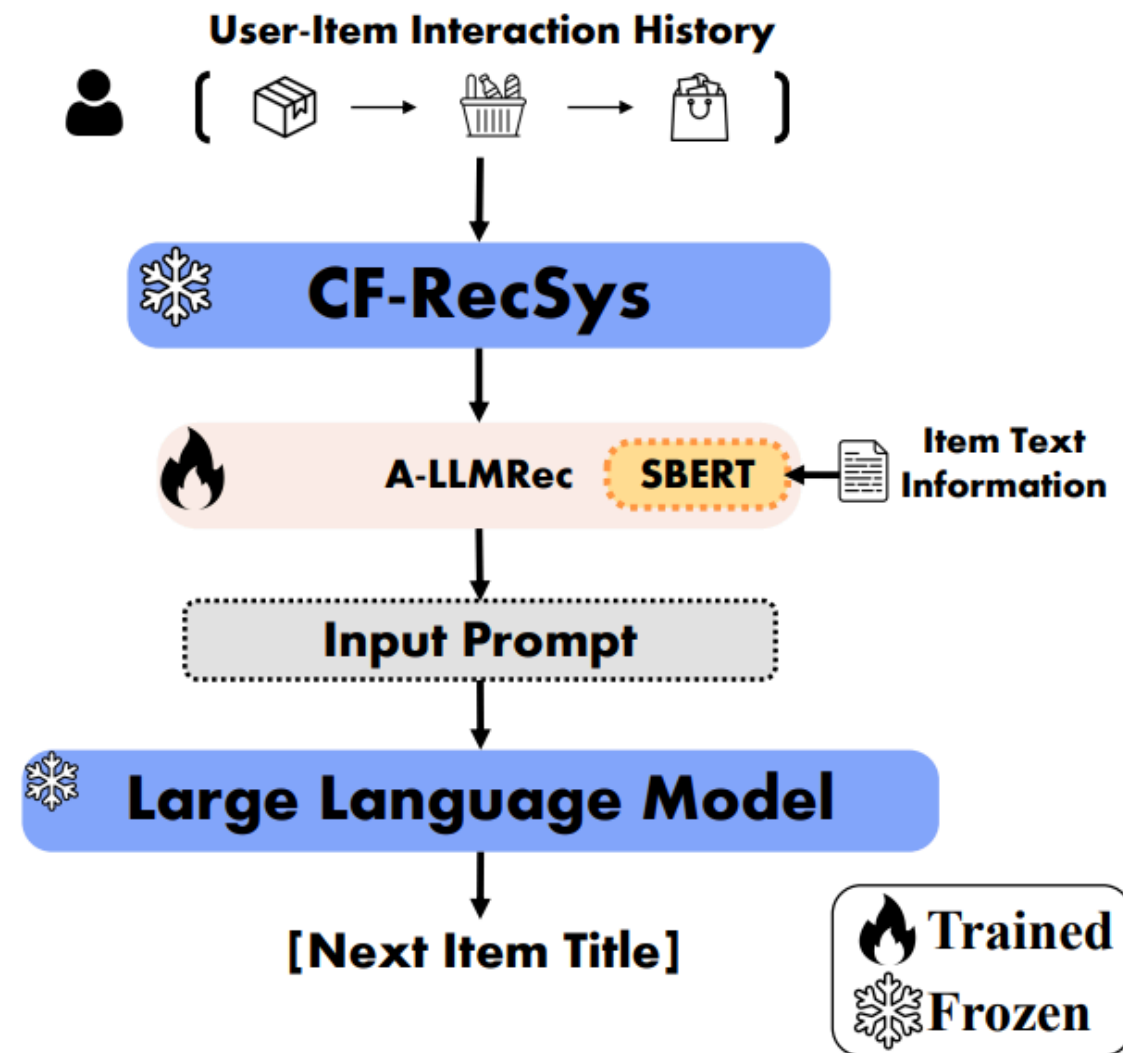 User-Item Interaction History
CF-RecSys
A-LLMRec
SBERT
Item Text
Information
Input Prompt
Large Language Model
[Next Item Title]
Trained
Frozen